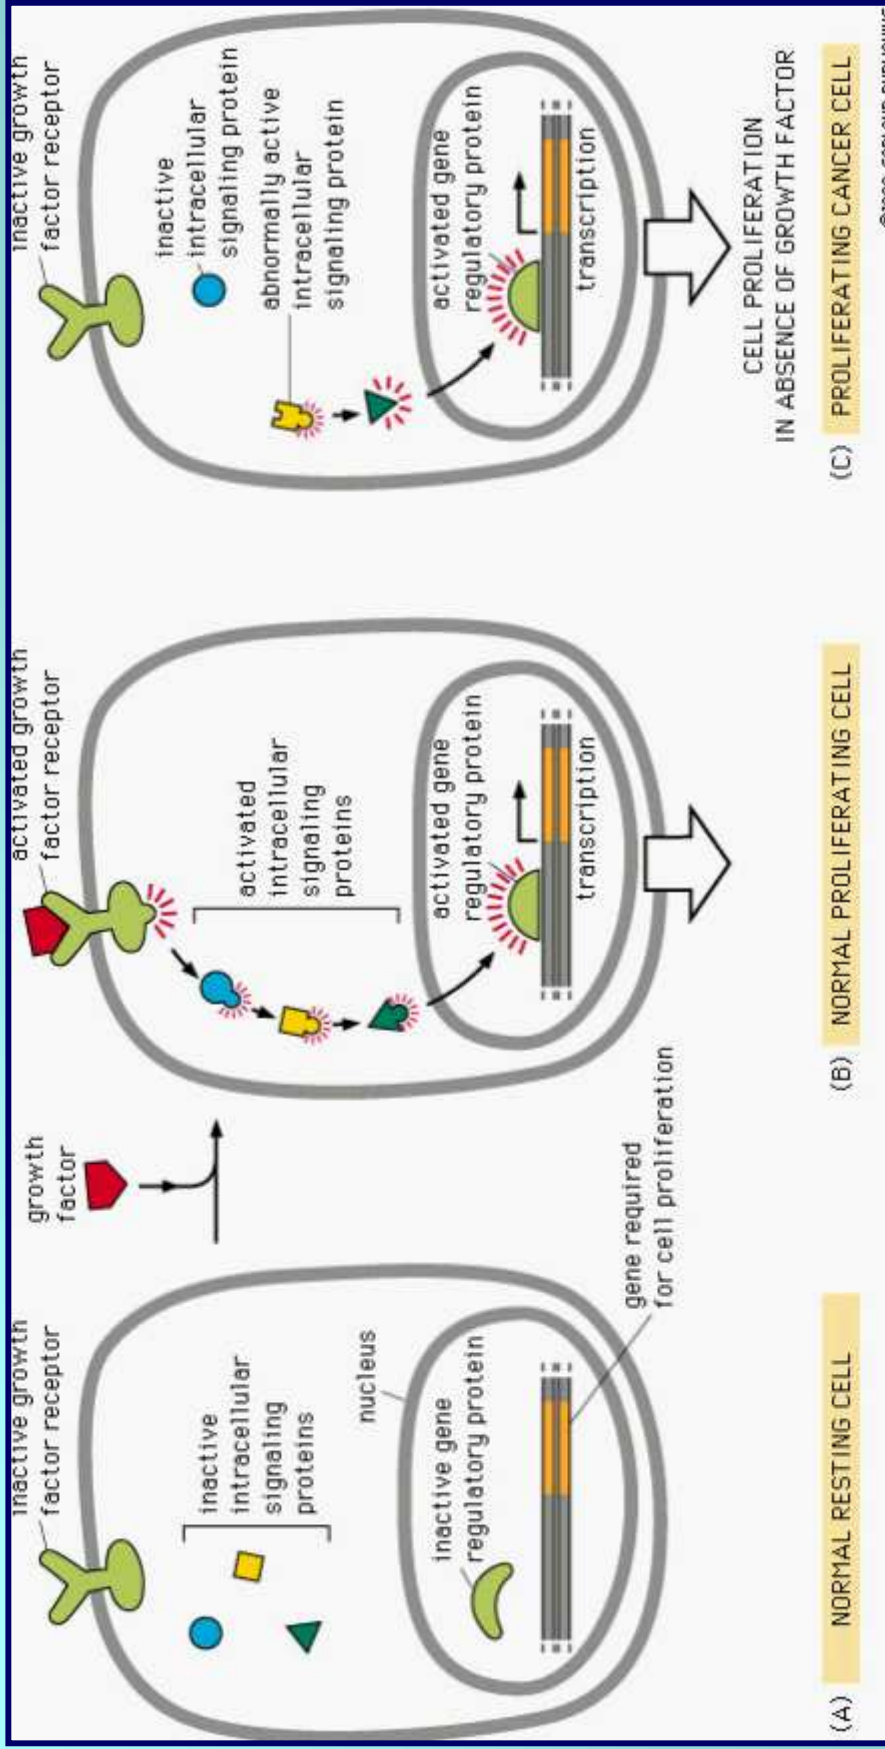 inactive growth
factor receptor
inactive
intracellular
signaling
proteins
nucleus
inactive gene
regulatory protein
gene required
for cell proliferation
(A) NORMAL RESTING CELL
growth
factor
activated growth
factor receptor
activated
intracellular
signaling
proteins
activated gene
regulatory protein
transcription
(B) NORMAL PROLIFERATING CELL
inactive growth
factor receptor
inactive
intracellular
signaling protein
abnormally active
intracellular
signaling protein
activated gene
regulatory protein
transcription
CELL PROLIFERATION
IN ABSENCE OF GROWTH FACTOR
(C) PROLIFERATING CANCER CELL